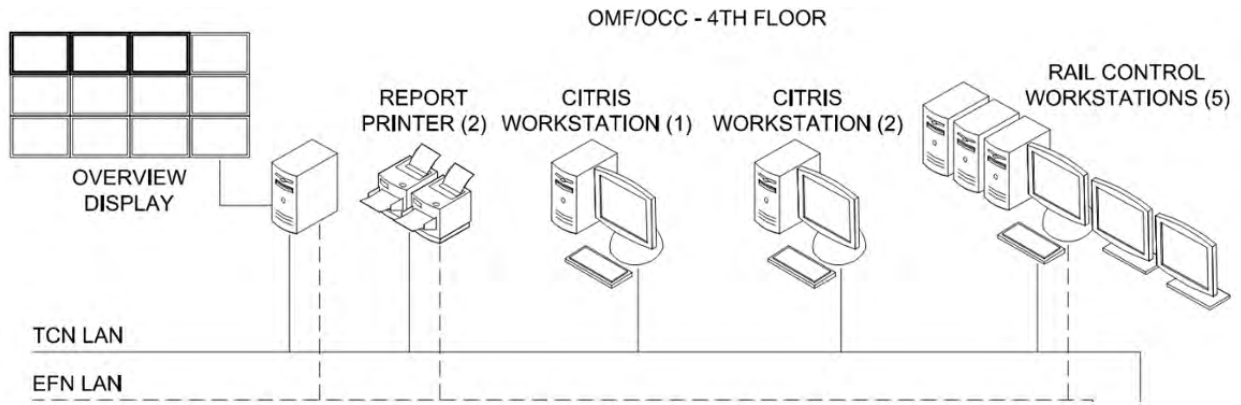 OMF/OCC - 4TH FLOOR
OVERVIEW
DISPLAY
REPORT
PRINTER (2)
CITRIS
WORKSTATION (1)
CITRIS
WORKSTATION (2)
RAIL CONTROL
WORKSTATIONS (5)
TCN LAN
EFN LAN